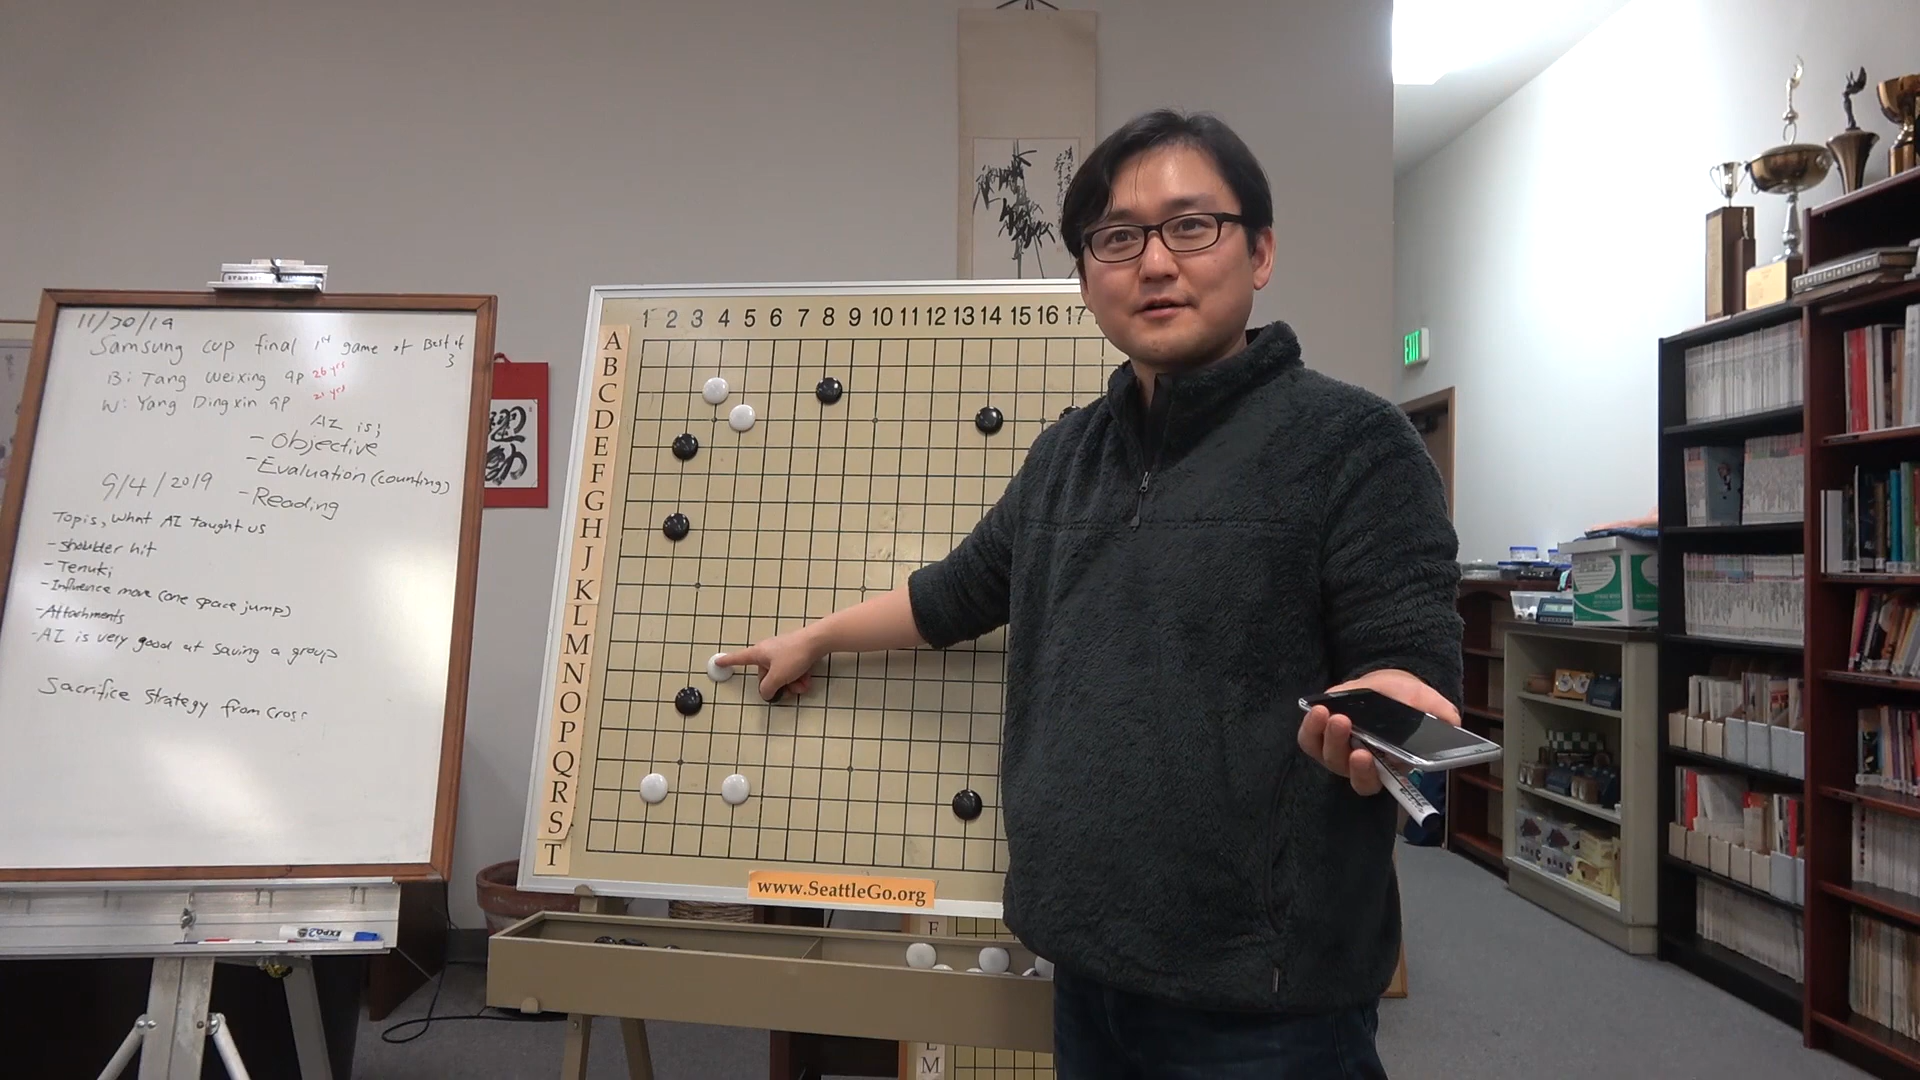 11/20/19
Samsung cup final 1st game of Best of 3
B: Tang Weixing 9p 26 yrs
W: Yang Dingxin 9p 21 yrs
AI is;
- Objective
- Evaluation (counting)
- Reading
9/4/2019
Topis, what AI taught us
- shoulder hit
- Tenuki
- Influence move (one space jump)
- Attachments
- AI is very good at saving a group
Sacrifice strategy from cross
1 2 3 4 5 6 7 8 9 10 11 12 13 14 15 16 17
A
B
C
D
E
F
G
H
J
K
L
M
N
O
P
Q
R
S
T
www.SeattleGo.org
EXPO
F
L
M
EXIT